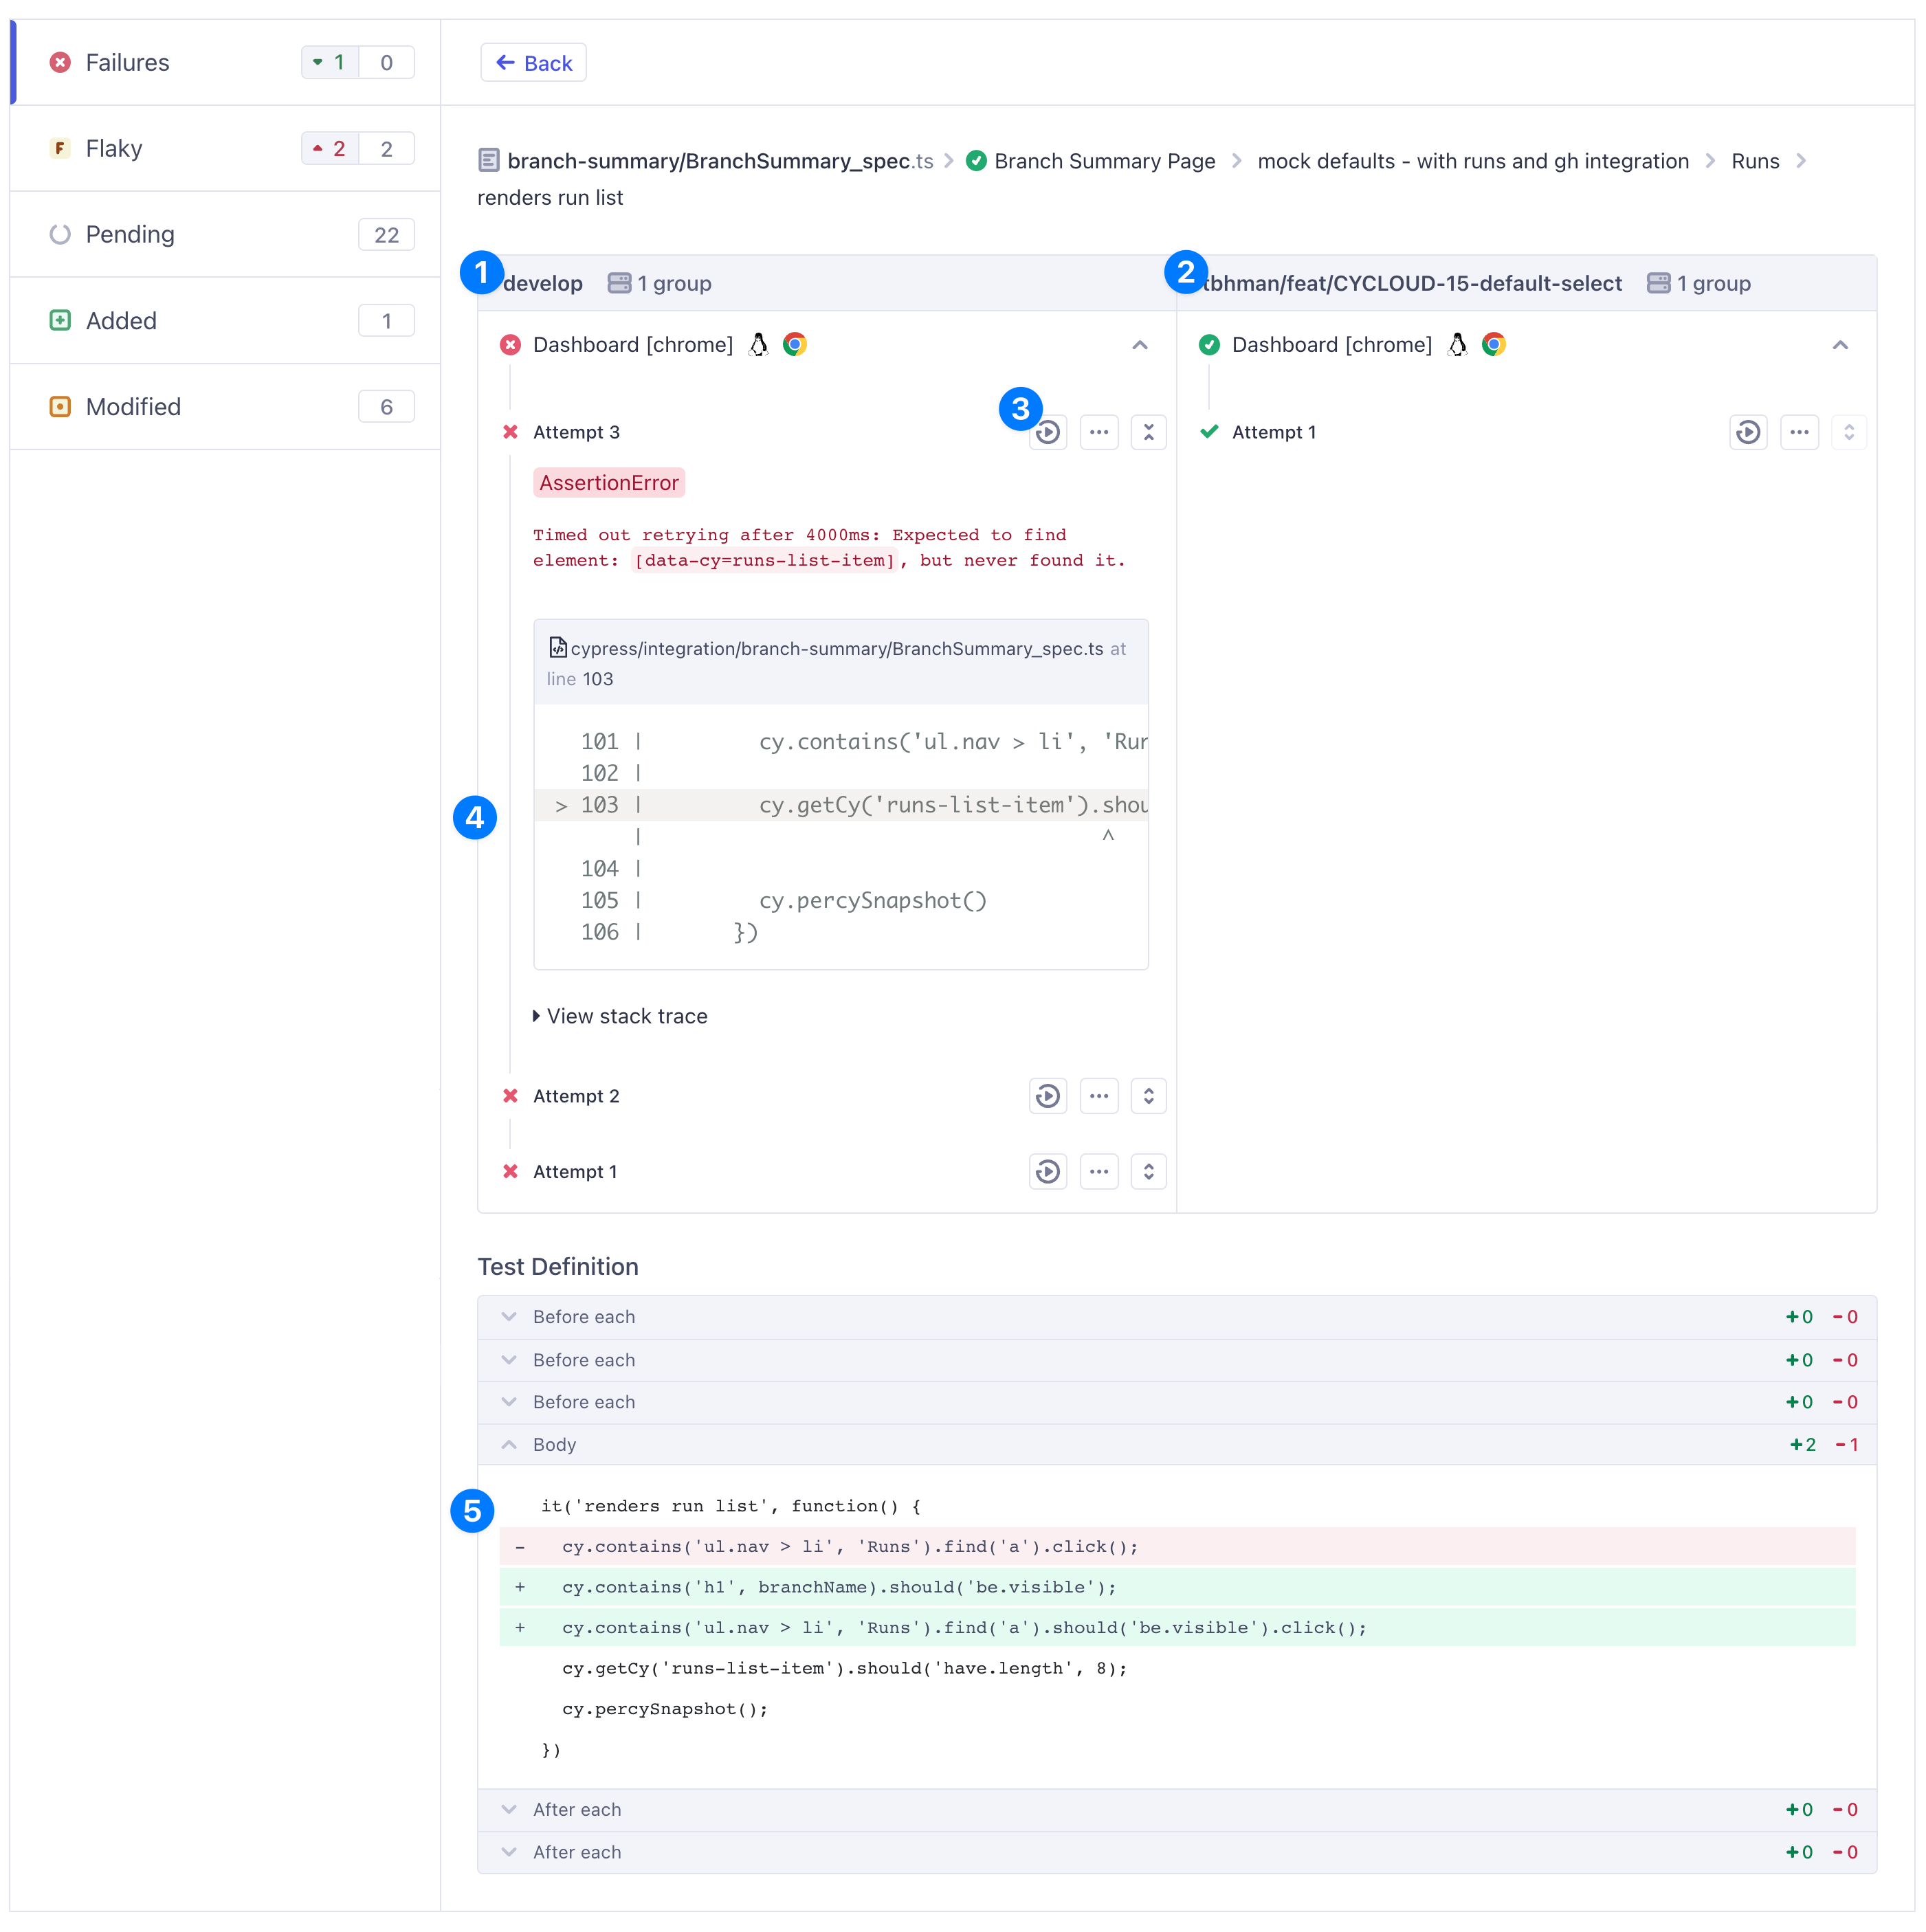 Failures 1 0
Flaky 2 2
Pending 22
Added 1
Modified 6
Back
branch-summary/BranchSummary_spec.ts Branch Summary Page mock defaults - with runs and gh integration Runs
renders run list
1 develop 1 group
2 tbhman/feat/CYCLOUD-15-default-select 1 group
Dashboard [chrome]
Dashboard [chrome]
3
Attempt 3
Attempt 1
AssertionError
Timed out retrying after 4000ms: Expected to find
element: [data-cy=runs-list-item], but never found it.
cypress/integration/branch-summary/BranchSummary_spec.ts at
line 103
101 | cy.contains('ul.nav > li', 'Rur
102 |
4
> 103 | cy.getCy('runs-list-item').shou
| ^
104 |
105 | cy.percySnapshot()
106 | })
View stack trace
Attempt 2
Attempt 1
Test Definition
Before each +0 -0
Before each +0 -0
Before each +0 -0
Body +2 -1
5
it('renders run list', function() {
- cy.contains('ul.nav > li', 'Runs').find('a').click();
+ cy.contains('h1', branchName).should('be.visible');
+ cy.contains('ul.nav > li', 'Runs').find('a').should('be.visible').click();
cy.getCy('runs-list-item').should('have.length', 8);
cy.percySnapshot();
})
After each +0 -0
After each +0 -0